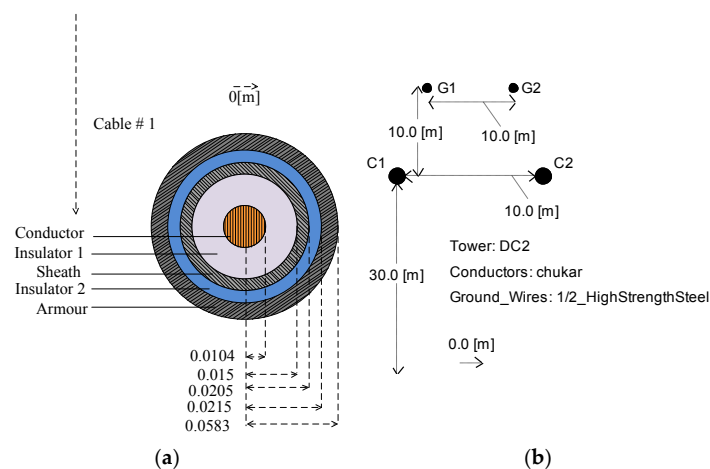 0[m]
Cable # 1
Conductor
Insulator 1
Sheath
Insulator 2
Armour
0.0104
0.015
0.0205
0.0215
0.0583
(a)
G1
G2
10.0 [m]
10.0 [m]
C1
C2
10.0 [m]
Tower: DC2
Conductors: chukar
Ground_Wires: 1/2_HighStrengthSteel
30.0 [m]
0.0 [m]
(b)